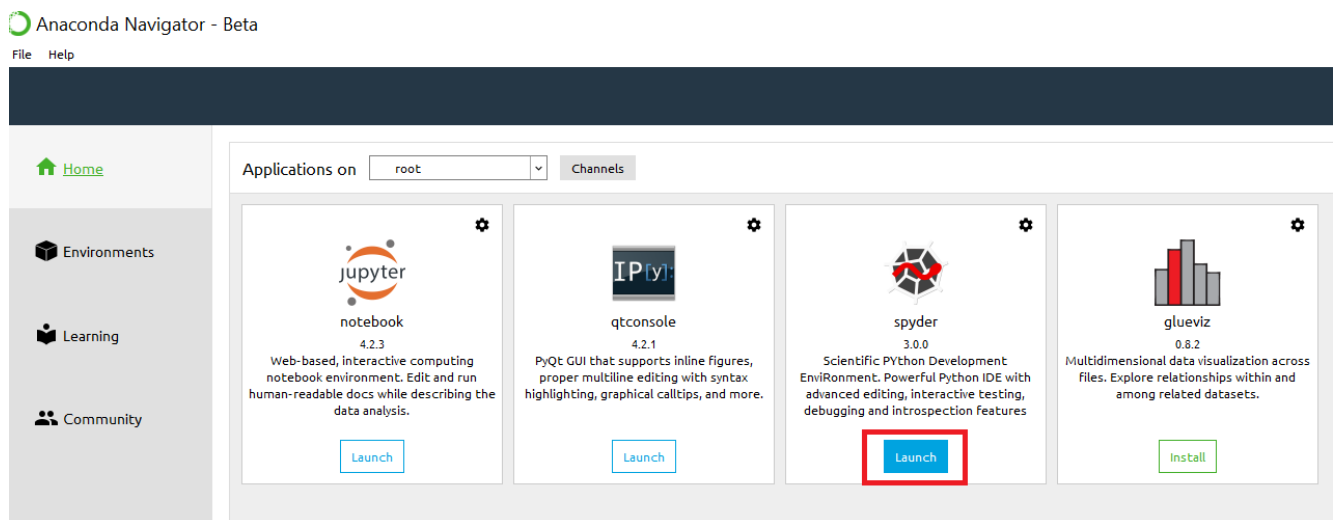 Anaconda Navigator - Beta
File Help
Home
Environments
Learning
Community
Applications on root Channels
jupyter
notebook
4.2.3
Web-based, interactive computing
notebook environment. Edit and run
human-readable docs while describing the
data analysis.
Launch
IP[y]:
qtconsole
4.2.1
PyQt GUI that supports inline figures,
proper multiline editing with syntax
highlighting, graphical calltips, and more.
Launch
spyder
3.0.0
Scientific PYthon Development
EnviRonment. Powerful Python IDE with
advanced editing, interactive testing,
debugging and introspection features
Launch
glueviz
0.8.2
Multidimensional data visualization across
files. Explore relationships within and
among related datasets.
Install